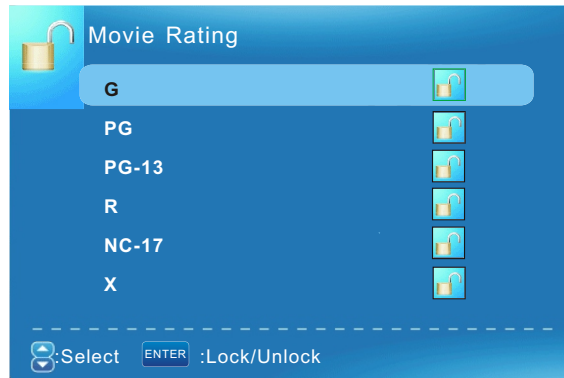 Movie Rating
G
PG
PG-13
R
NC-17
X
:Select ENTER :Lock/Unlock